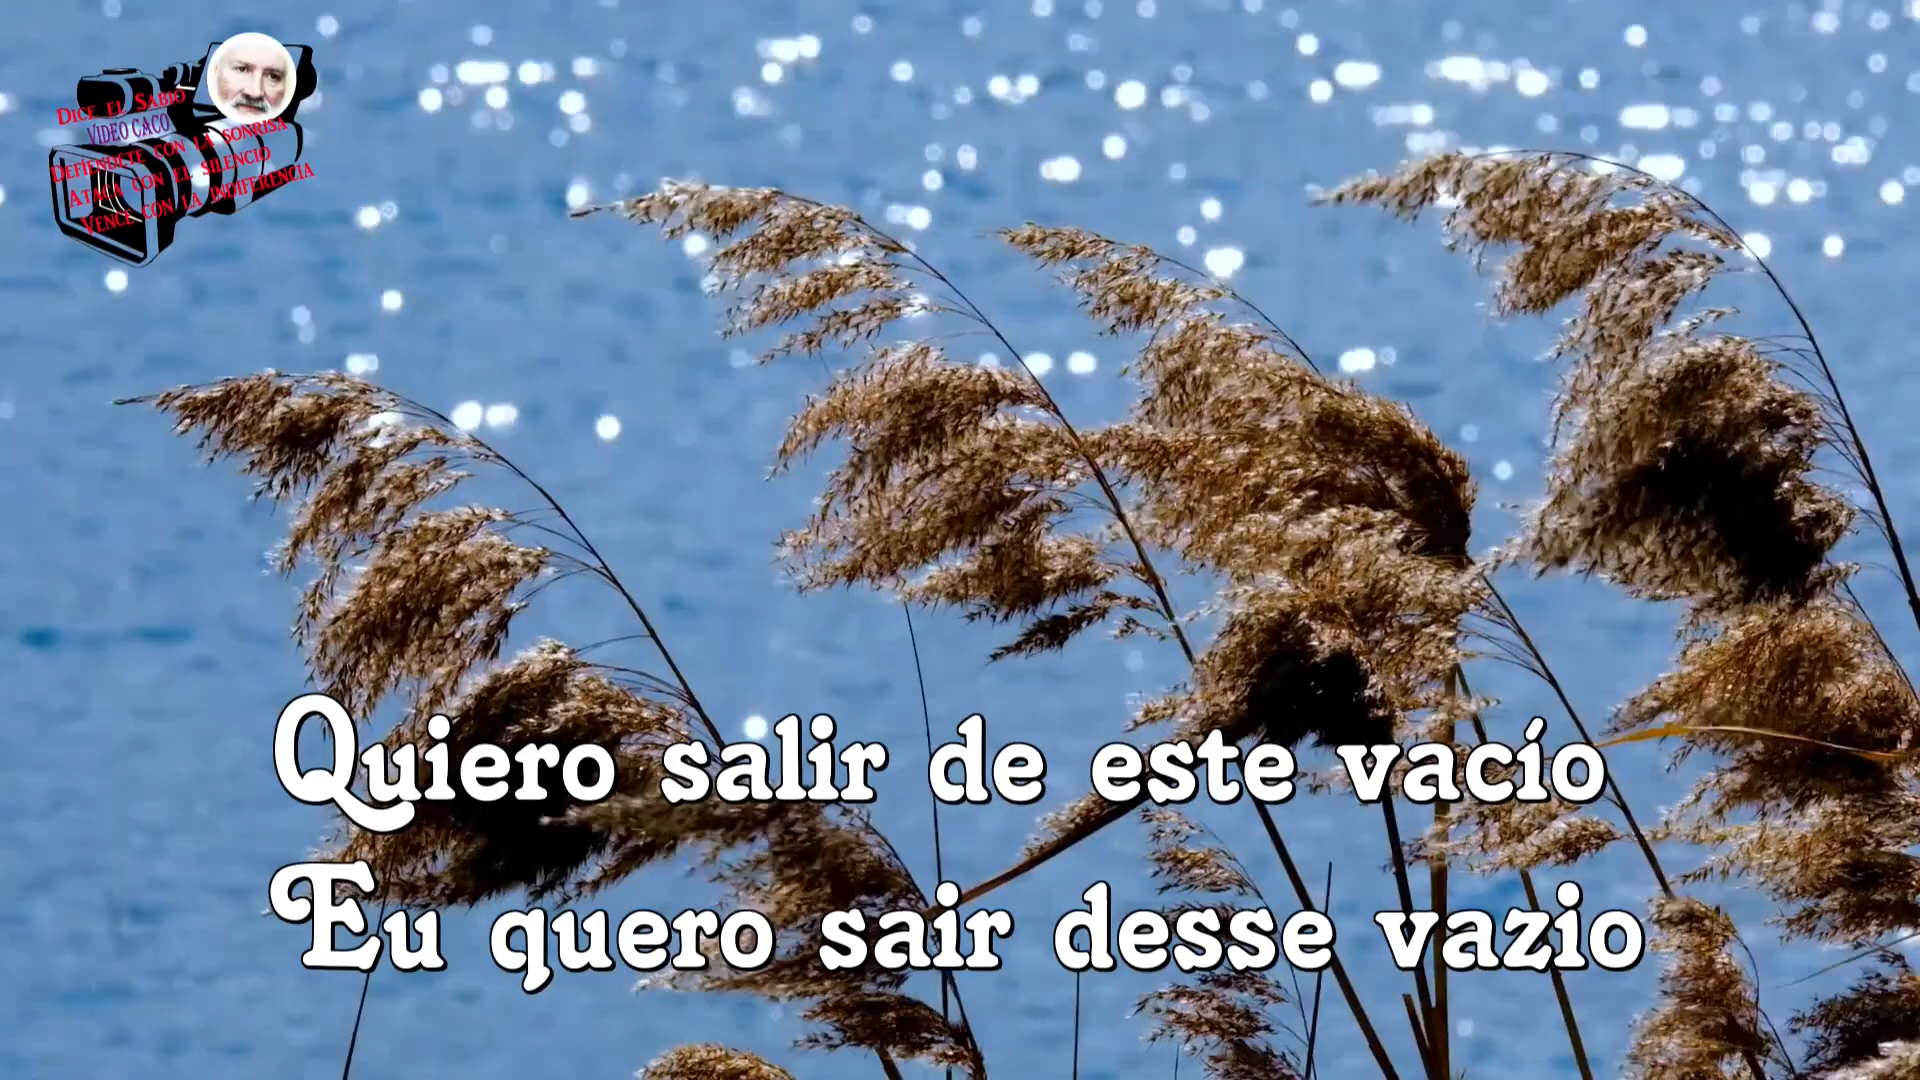 Dice el Sabio
Video Caco
Defiendete con la sonrisa
Ataca con el silencio
Vence con la indiferencia
Quiero salir de este vacío
Eu quero sair desse vazio